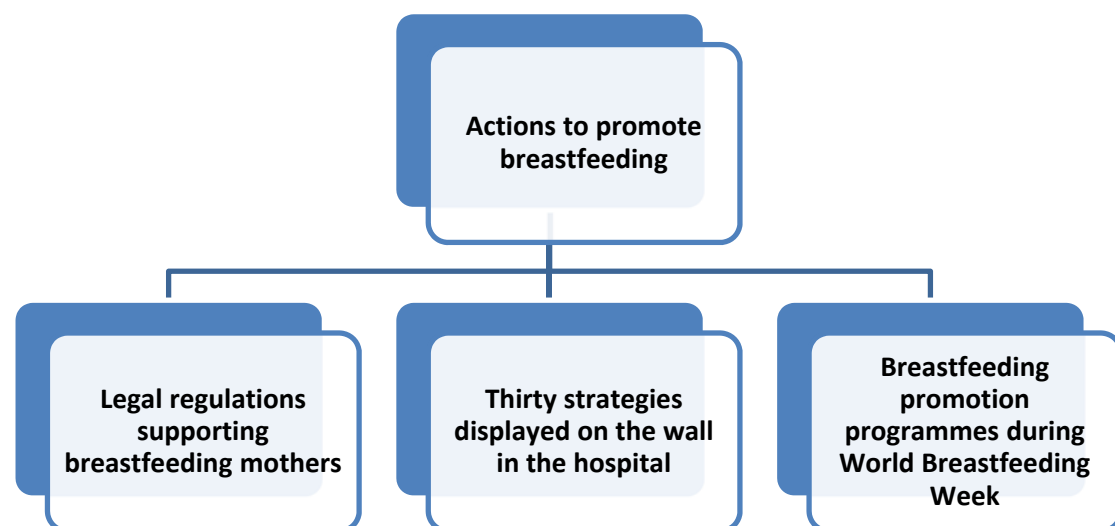 Actions to promote
breastfeeding
Legal regulations
supporting
breastfeeding mothers
Thirty strategies
displayed on the wall
in the hospital
Breastfeeding
promotion
programmes during
World Breastfeeding
Week